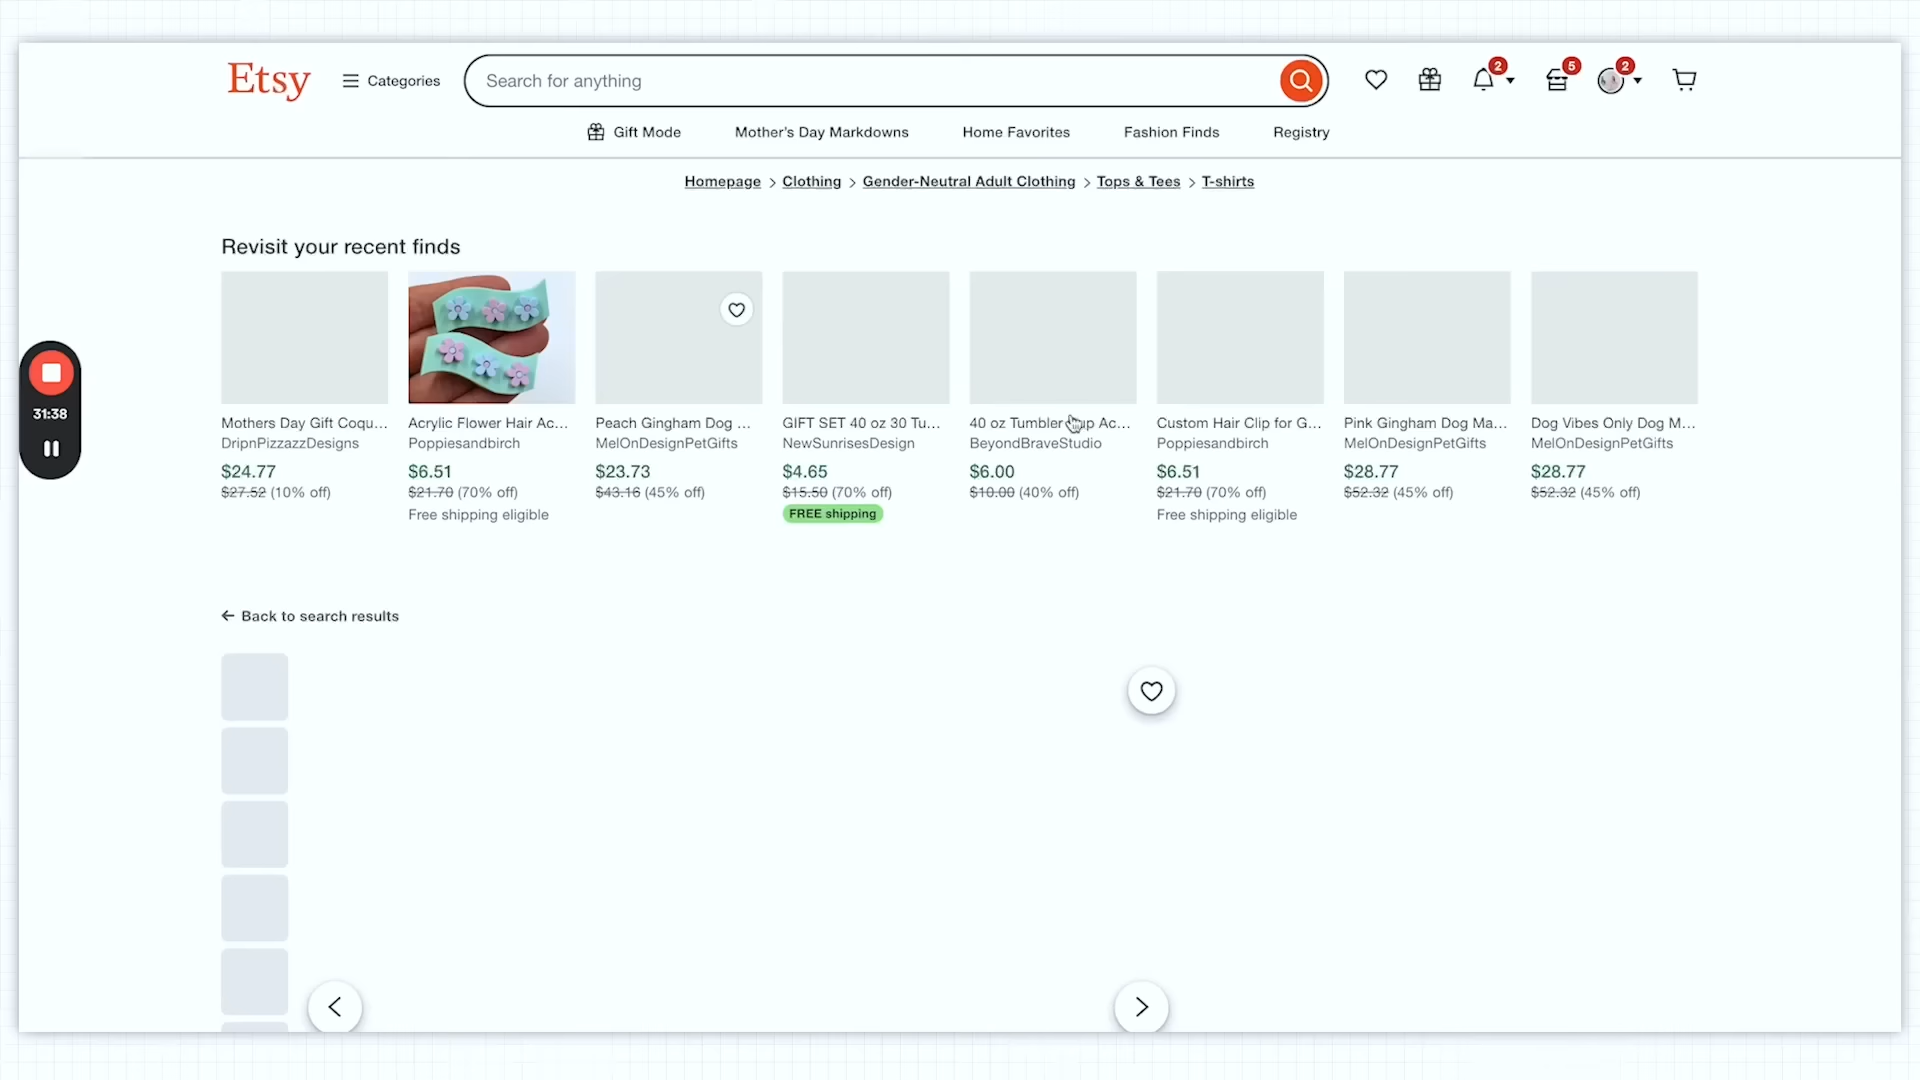 Etsy
Categories
Search for anything
2
5
2
Gift Mode
Mother's Day Markdowns
Home Favorites
Fashion Finds
Registry
Homepage > Clothing > Gender-Neutral Adult Clothing > Tops & Tees > T-shirts
Revisit your recent finds
Mothers Day Gift Coqu...
DripnPizzazzDesigns
$24.77
$27.52 (10% off)
Acrylic Flower Hair Ac...
Poppiesandbirch
$6.51
$21.70 (70% off)
Free shipping eligible
Peach Gingham Dog ...
MelOnDesignPetGifts
$23.73
$43.16 (45% off)
GIFT SET 40 oz 30 Tu...
NewSunrisesDesign
$4.65
$15.50 (70% off)
FREE shipping
40 oz Tumbler Cup Ac...
BeyondBraveStudio
$6.00
$10.00 (40% off)
Custom Hair Clip for G...
Poppiesandbirch
$6.51
$21.70 (70% off)
Free shipping eligible
Pink Gingham Dog Ma...
MelOnDesignPetGifts
$28.77
$52.32 (45% off)
Dog Vibes Only Dog M...
MelOnDesignPetGifts
$28.77
$52.32 (45% off)
31:38
Back to search results